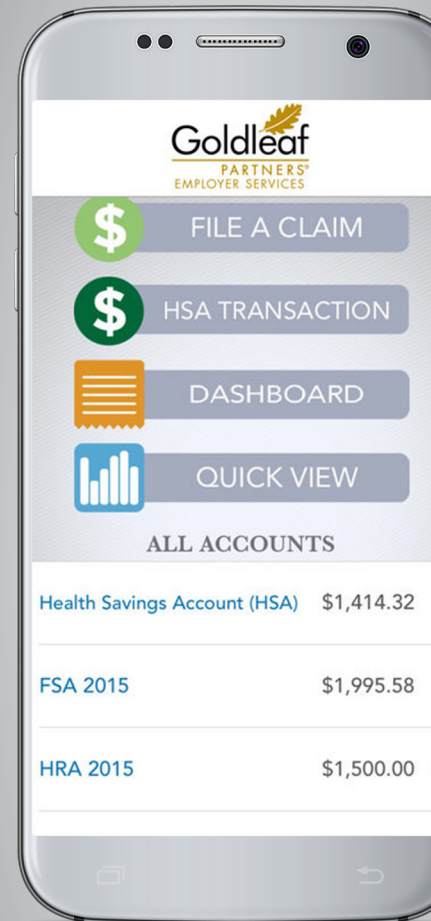 Goldleaf
PARTNERS®
EMPLOYER SERVICES
$ FILE A CLAIM
$ HSA TRANSACTION
DASHBOARD
QUICK VIEW
ALL ACCOUNTS
Health Savings Account (HSA) $1,414.32
FSA 2015 $1,995.58
HRA 2015 $1,500.00